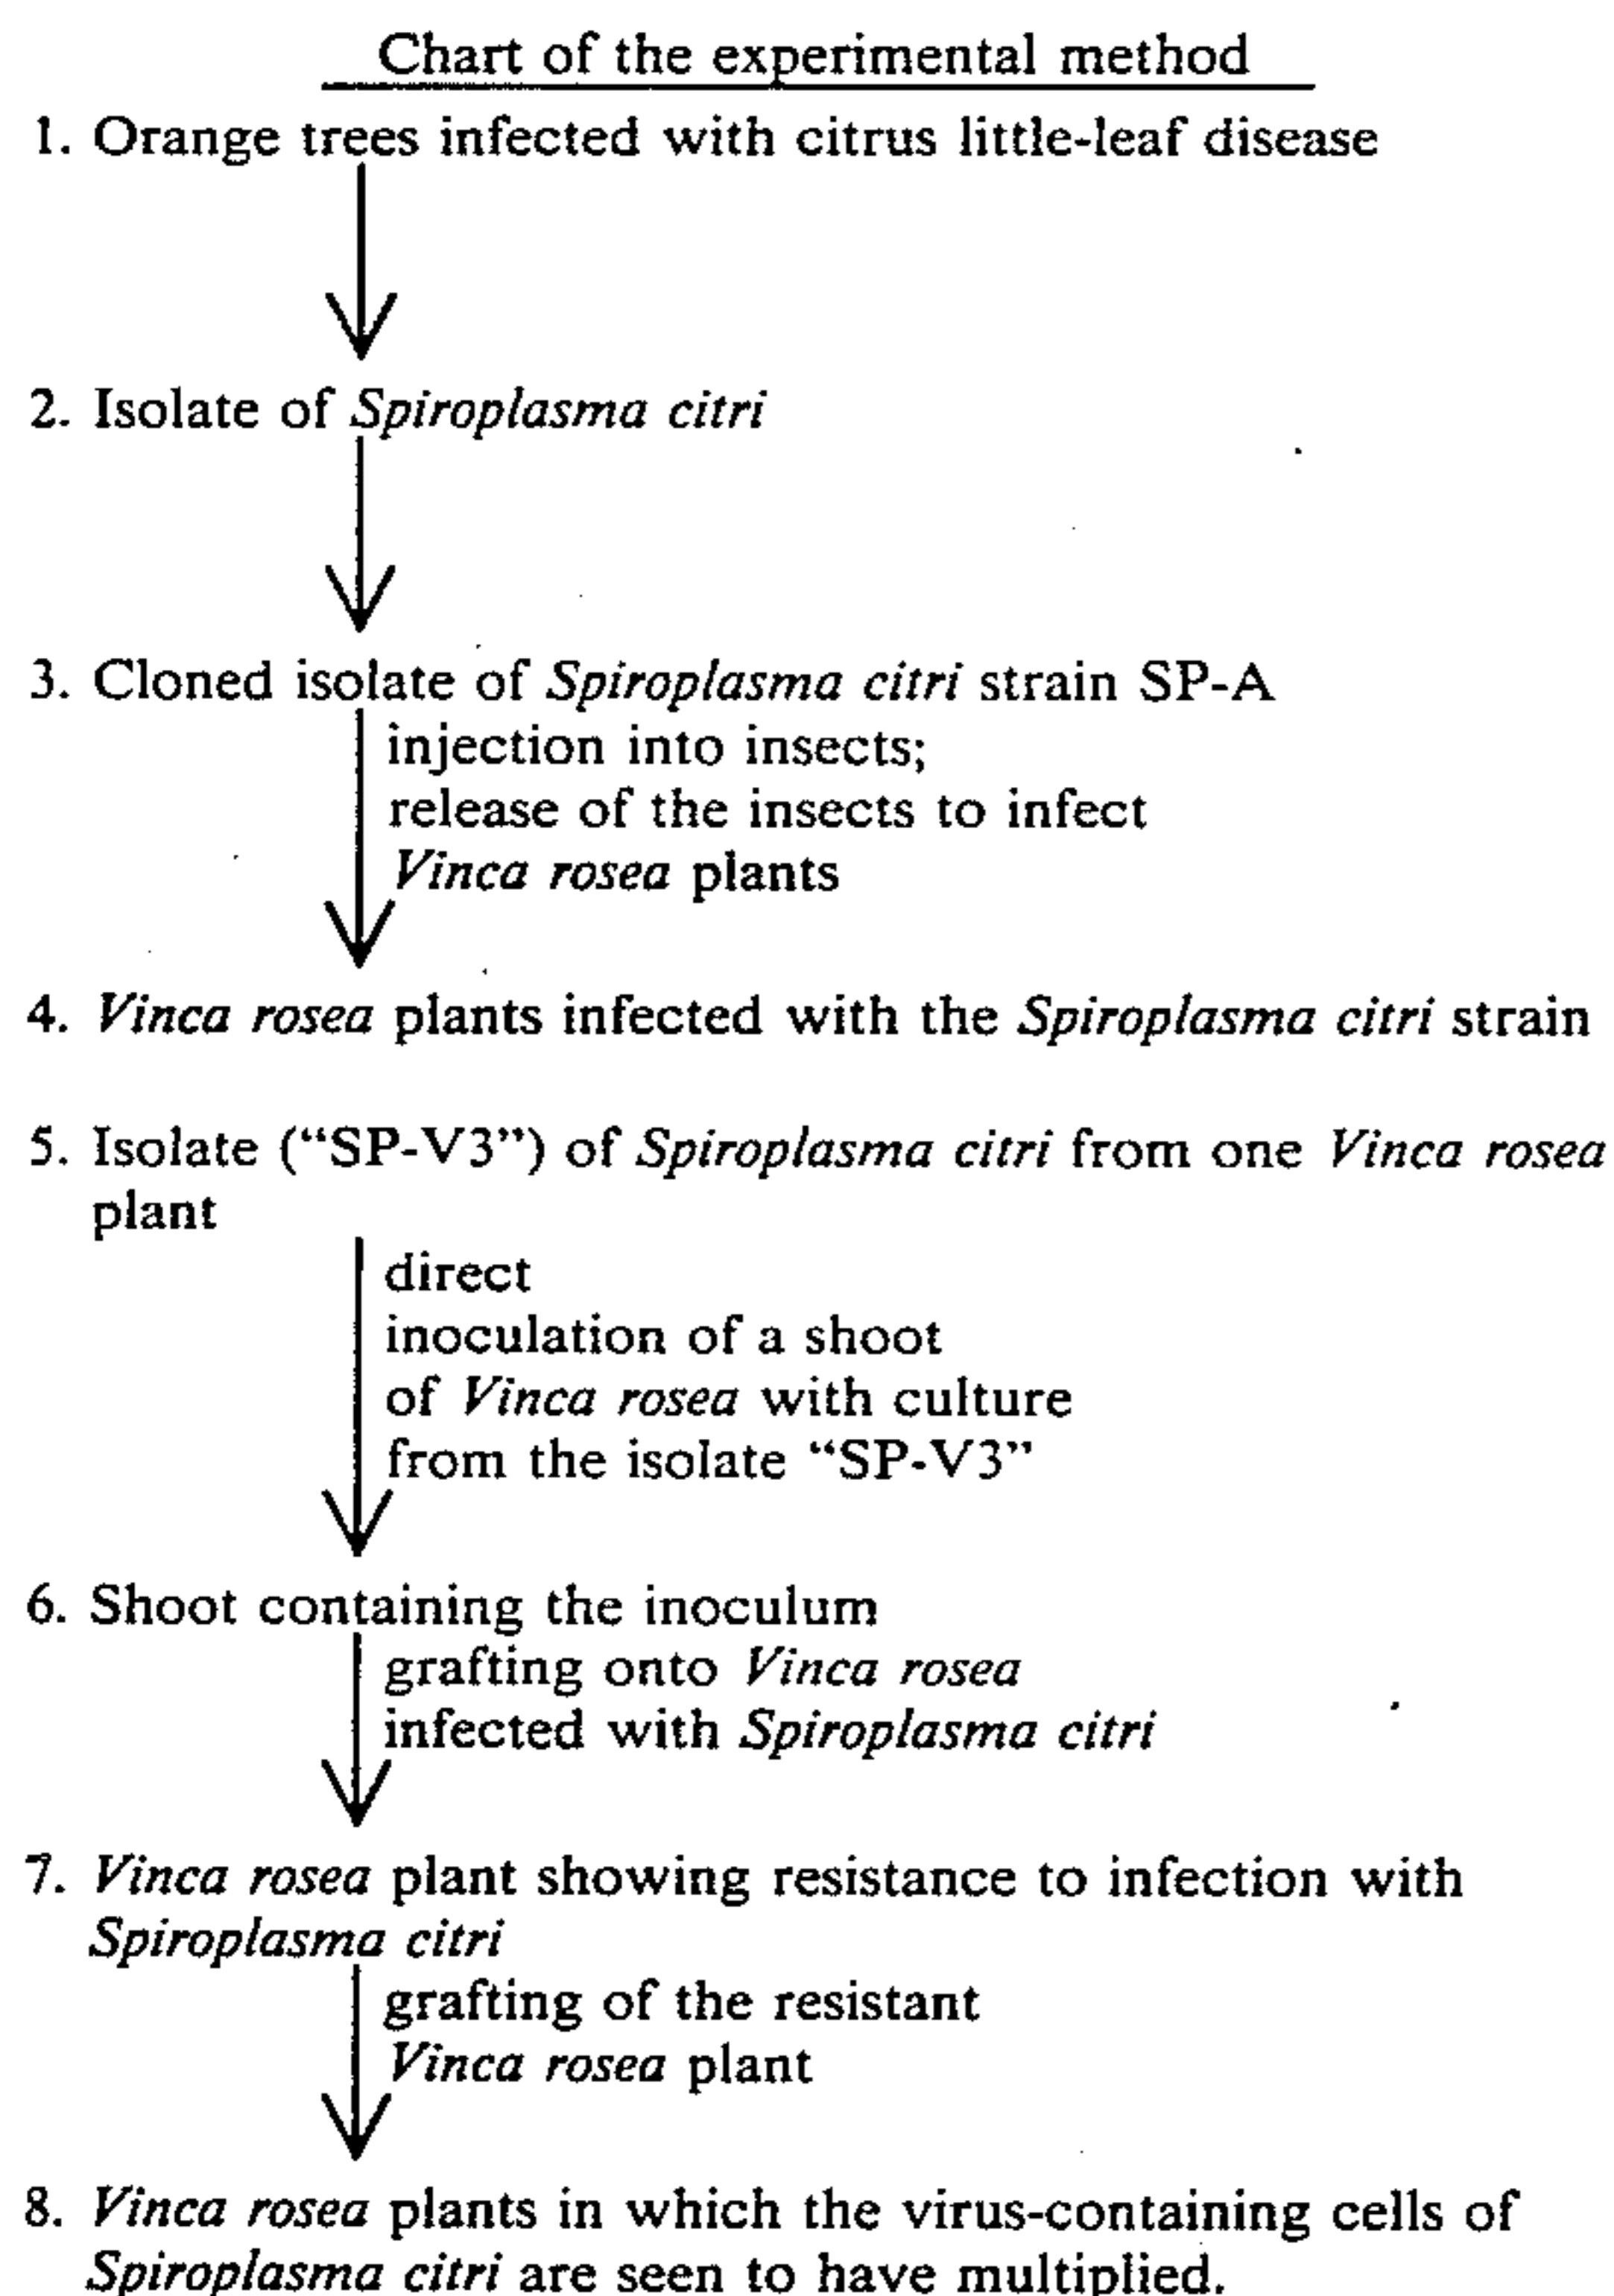 Chart of the experimental method
1. Orange trees infected with citrus little-leaf disease
2. Isolate of Spiroplasma citri
3. Cloned isolate of Spiroplasma citri strain SP-A
injection into insects;
release of the insects to infect
Vinca rosea plants
4. Vinca rosea plants infected with the Spiroplasma citri strain
5. Isolate (“SP-V3”) of Spiroplasma citri from one Vinca rosea
plant
direct
inoculation of a shoot
of Vinca rosea with culture
from the isolate “SP-V3”
6. Shoot containing the inoculum
grafting onto Vinca rosea
infected with Spiroplasma citri
7. Vinca rosea plant showing resistance to infection with
Spiroplasma citri
grafting of the resistant
Vinca rosea plant
8. Vinca rosea plants in which the virus-containing cells of
Spiroplasma citri are seen to have multiplied.